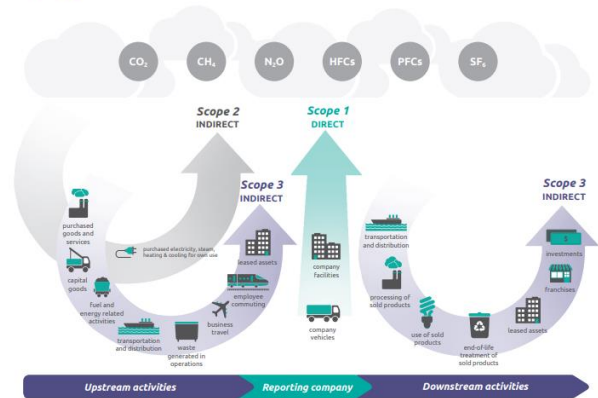 CO₂
CH₄
N₂O
HFCs
PFCs
SF₆
Scope 2
INDIRECT
Scope 1
DIRECT
Scope 3
INDIRECT
Scope 3
INDIRECT
purchased
goods and
services
capital
goods
fuel and
energy related
activities
transportation
and distribution
waste
generated in
operations
business
travel
employee
commuting
leased assets
purchased electricity, steam,
heating & cooling for own use
company
facilities
company
vehicles
transportation
and distribution
processing of
sold products
use of sold
products
end-of-life
treatment of
sold products
leased assets
franchises
investments
Upstream activities
Reporting company
Downstream activities